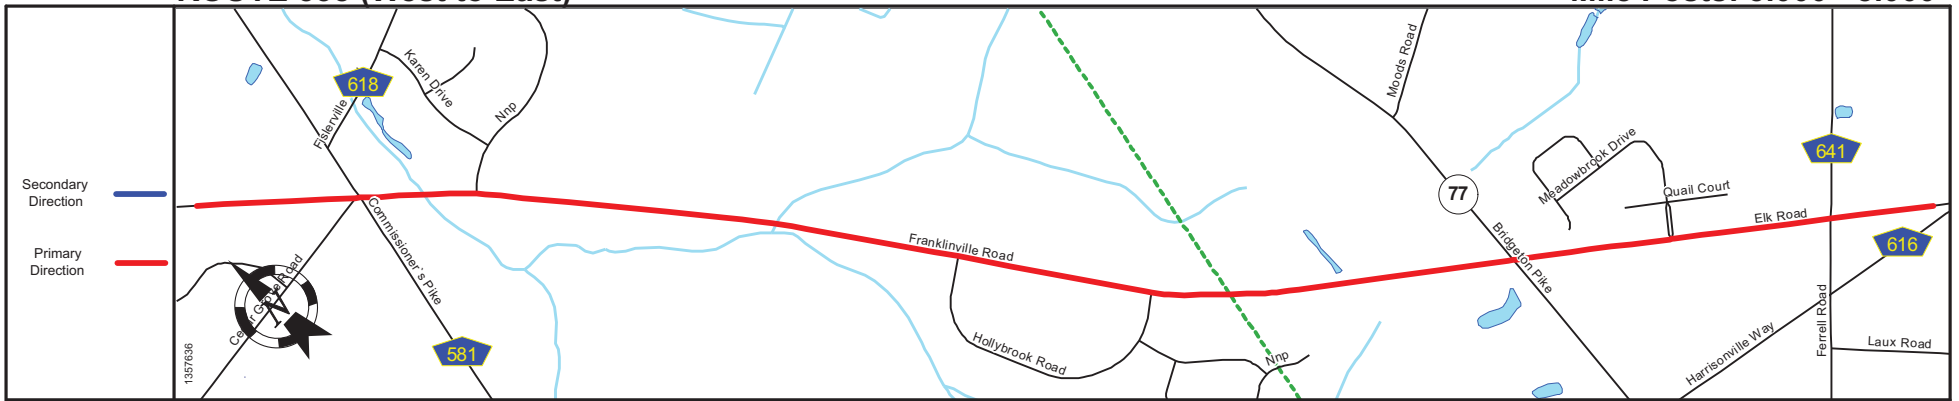 Secondary
Direction
Primary
Direction
618
Fislerville
Karen Drive
Nnp
Commissioner's Pike
Cedar Grove Road
1357636
581
Franklinville Road
Hollybrook Road
Nnp
Moods Road
77
Bridgeton Pike
Meadowbrook Drive
Quail Court
Elk Road
641
616
Ferrell Road
Harrisonville Way
Laux Road